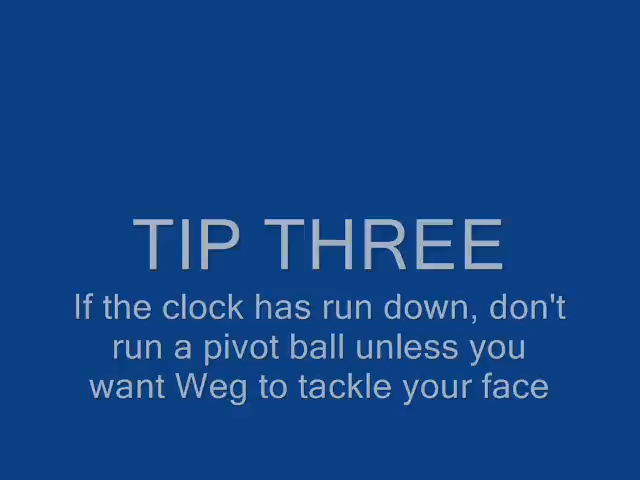 TIP THREE
If the clock has run down, don't
run a pivot ball unless you
want Weg to tackle your face